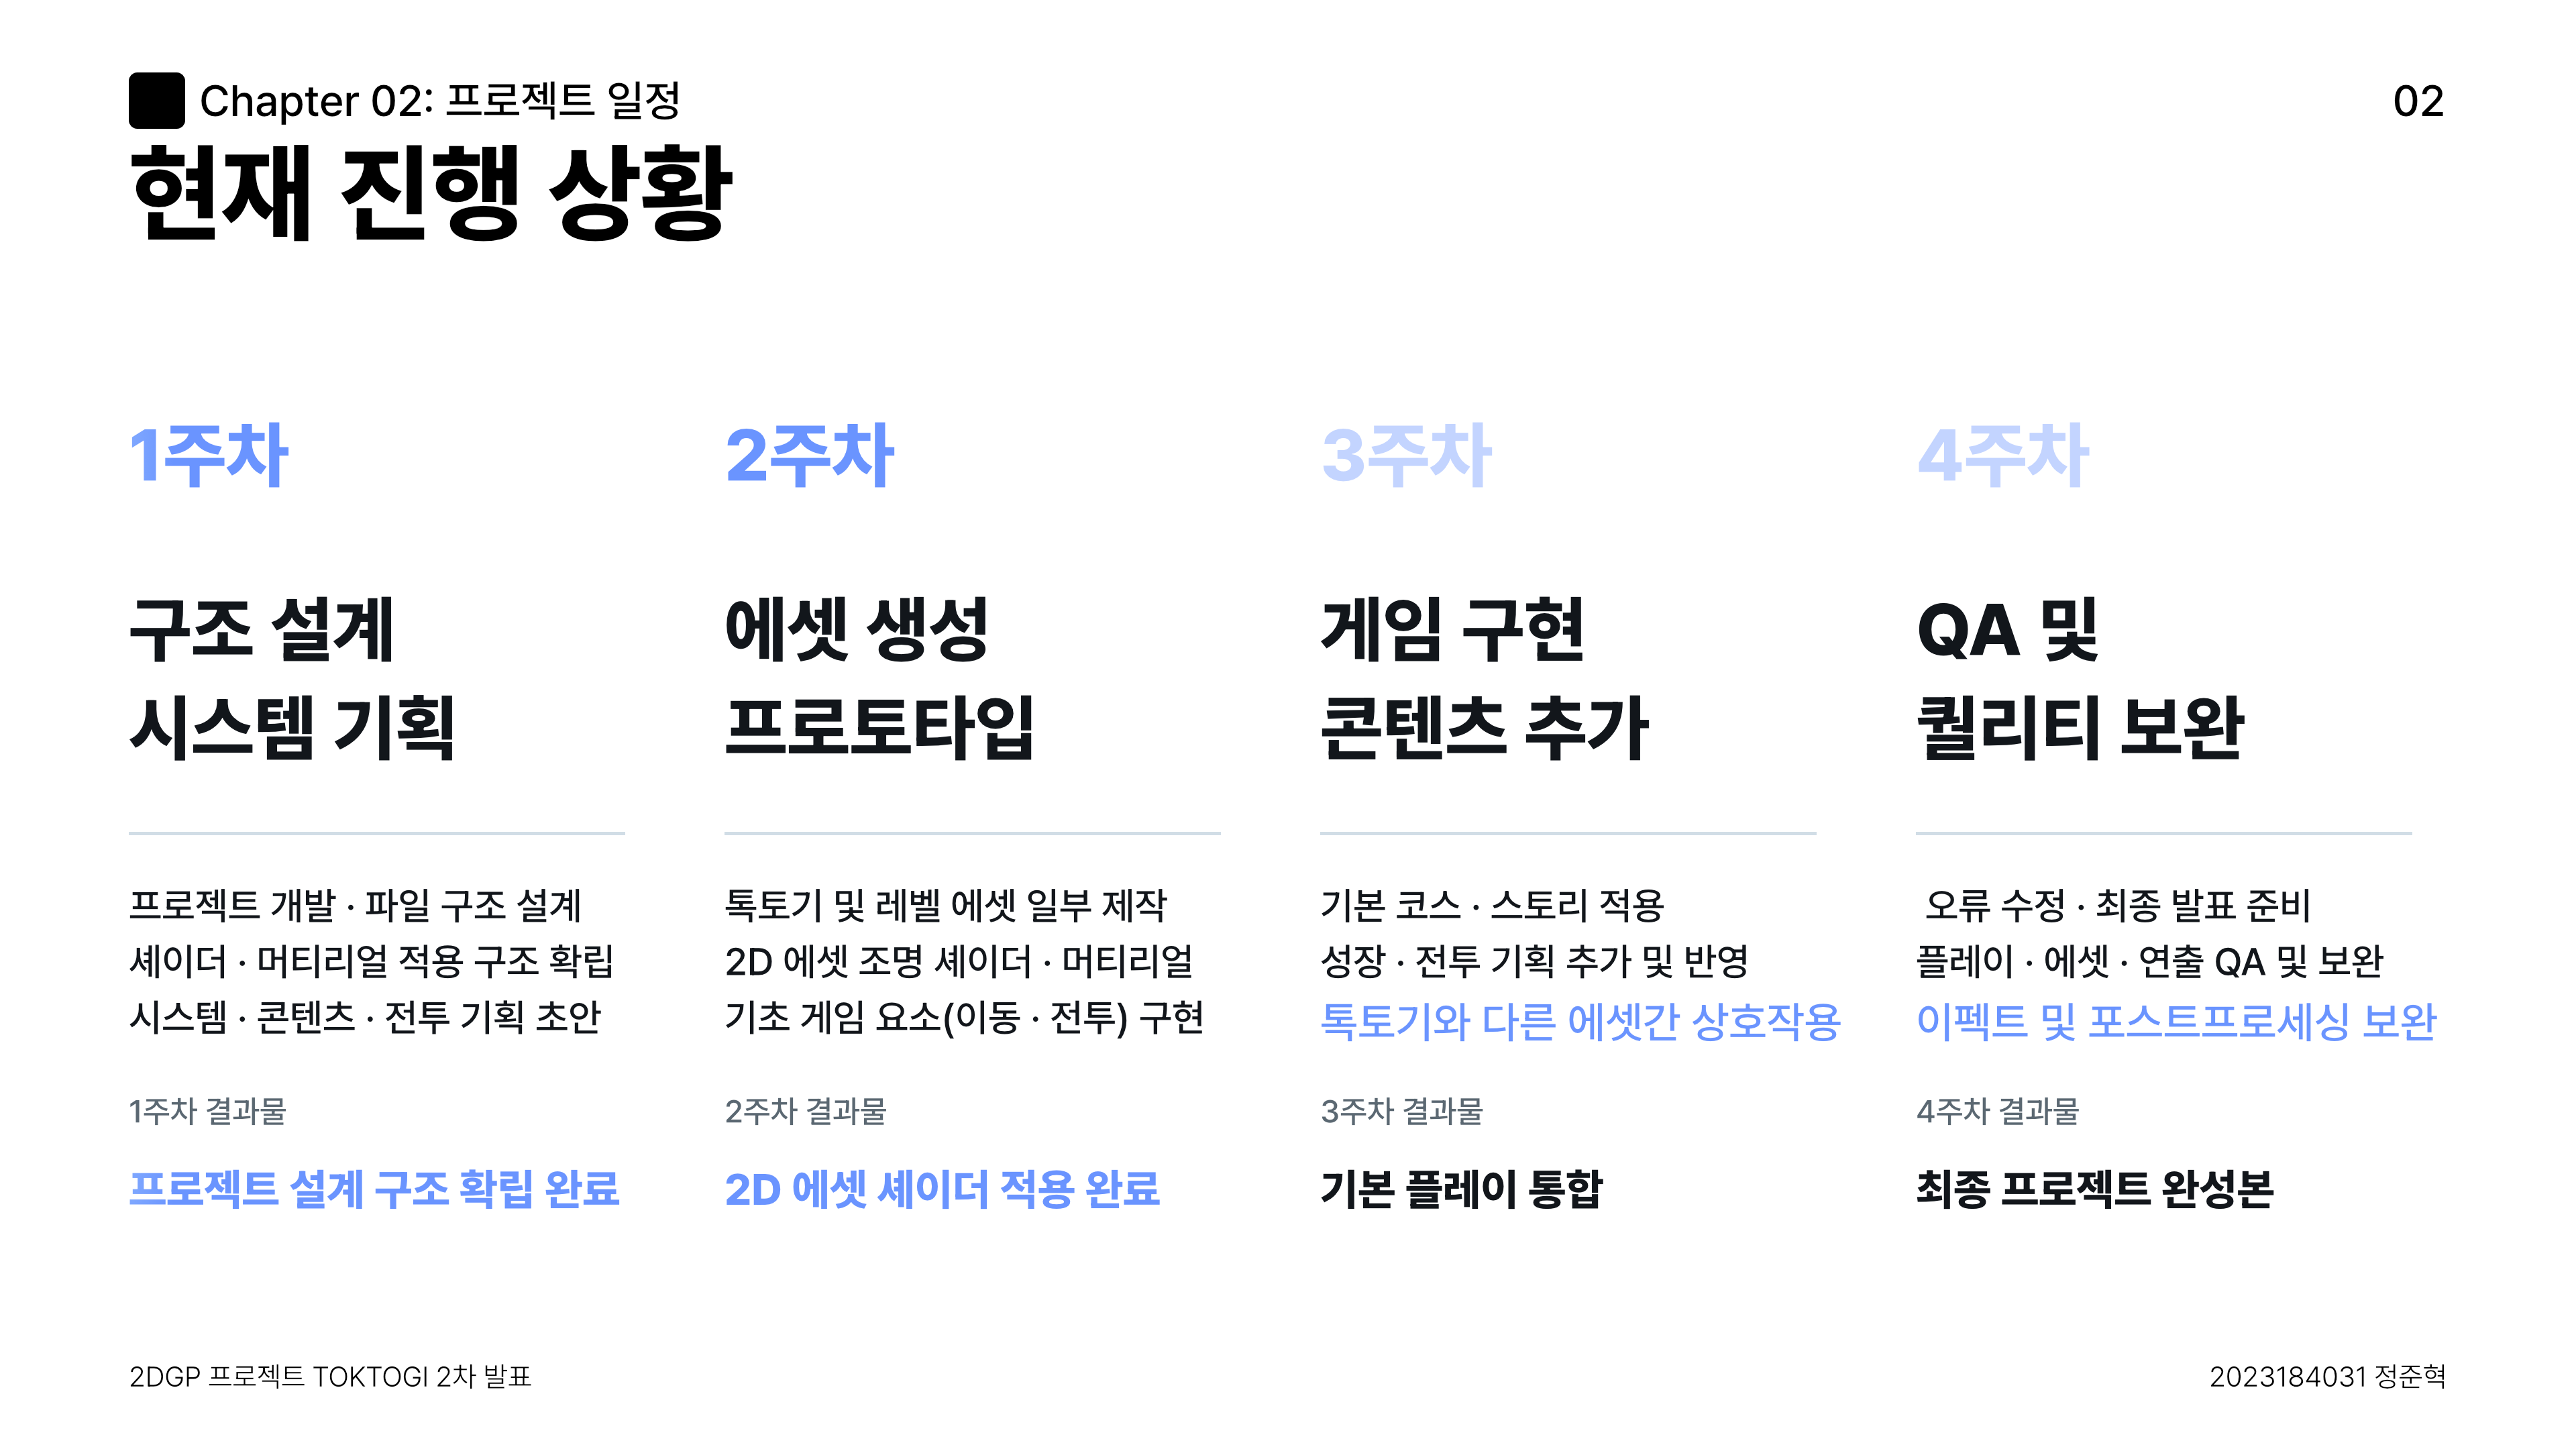 Chapter 02: 프로젝트 일정
02
현재 진행 상황
1주차
구조 설계
시스템 기획
프로젝트 개발 · 파일 구조 설계
셰이더 · 머티리얼 적용 구조 확립
시스템 · 콘텐츠 · 전투 기획 초안
1주차 결과물
프로젝트 설계 구조 확립 완료
2주차
에셋 생성
프로토타입
톡토기 및 레벨 에셋 일부 제작
2D 에셋 조명 셰이더 · 머티리얼
기초 게임 요소(이동 · 전투) 구현
2주차 결과물
2D 에셋 셰이더 적용 완료
3주차
게임 구현
콘텐츠 추가
기본 코스 · 스토리 적용
성장 · 전투 기획 추가 및 반영
톡토기와 다른 에셋간 상호작용
3주차 결과물
기본 플레이 통합
4주차
QA 및
퀄리티 보완
오류 수정 · 최종 발표 준비
플레이 · 에셋 · 연출 QA 및 보완
이펙트 및 포스트프로세싱 보완
4주차 결과물
최종 프로젝트 완성본
2DGP 프로젝트 TOKTOGI 2차 발표
2023184031 정준혁